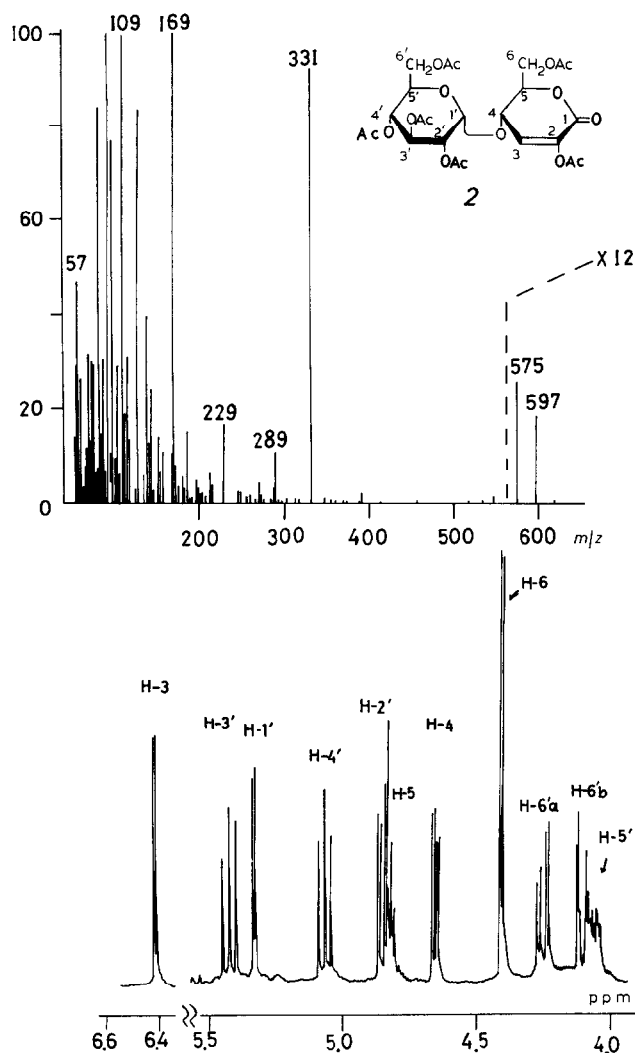 100
60
20
0
57
109
169
229
289
331
575
597
X 12
200
300
400
500
600
m/z
6'
CH2OAc
5'
O
4'
OAc
AcO
3'
2'
OAc
1'
O
6
CH2OAc
5
O
4
1
O
3
2
OAc
2
H-3
H-3'
H-1'
H-4'
H-2'
H-5
H-4
H-6
H-6'a
H-6'b
H-5'
ppm
6.6
6.4
5.5
5.0
4.5
4.0